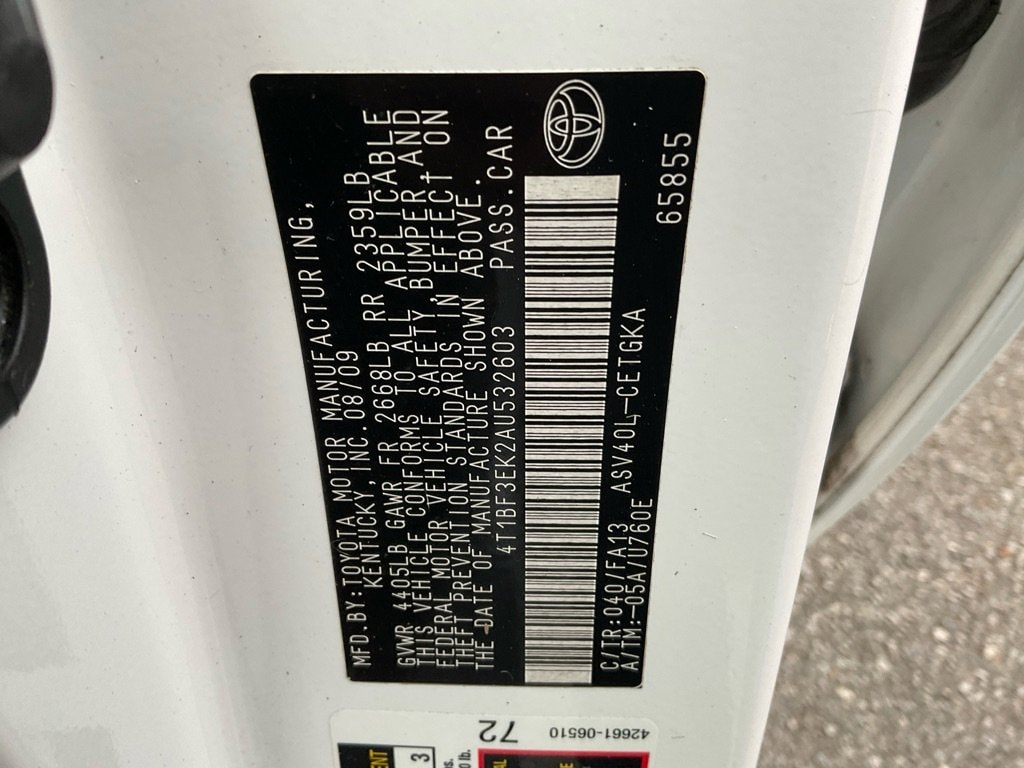 MFD.BY:TOYOTA MOTOR MANUFACTURING,
KENTUCKY,INC. 08/09
GVWR 4405LB GAWR FR 2668LB RR 2359LB
THIS VEHICLE CONFORMS TO ALL APPLICABLE
FEDERAL MOTOR VEHICLE SAFETY,BUMPER,AND
THEFT PREVENTION STANDARDS IN EFFECT ON
THE DATE OF MANUFACTURE SHOWN ABOVE.
4T1BF3EK2AU532603 PASS.CAR
C/TR:040/FA13 ASV40L-CETGKA
A/TM:-05A/U760E
65855
72
42661-06510
3